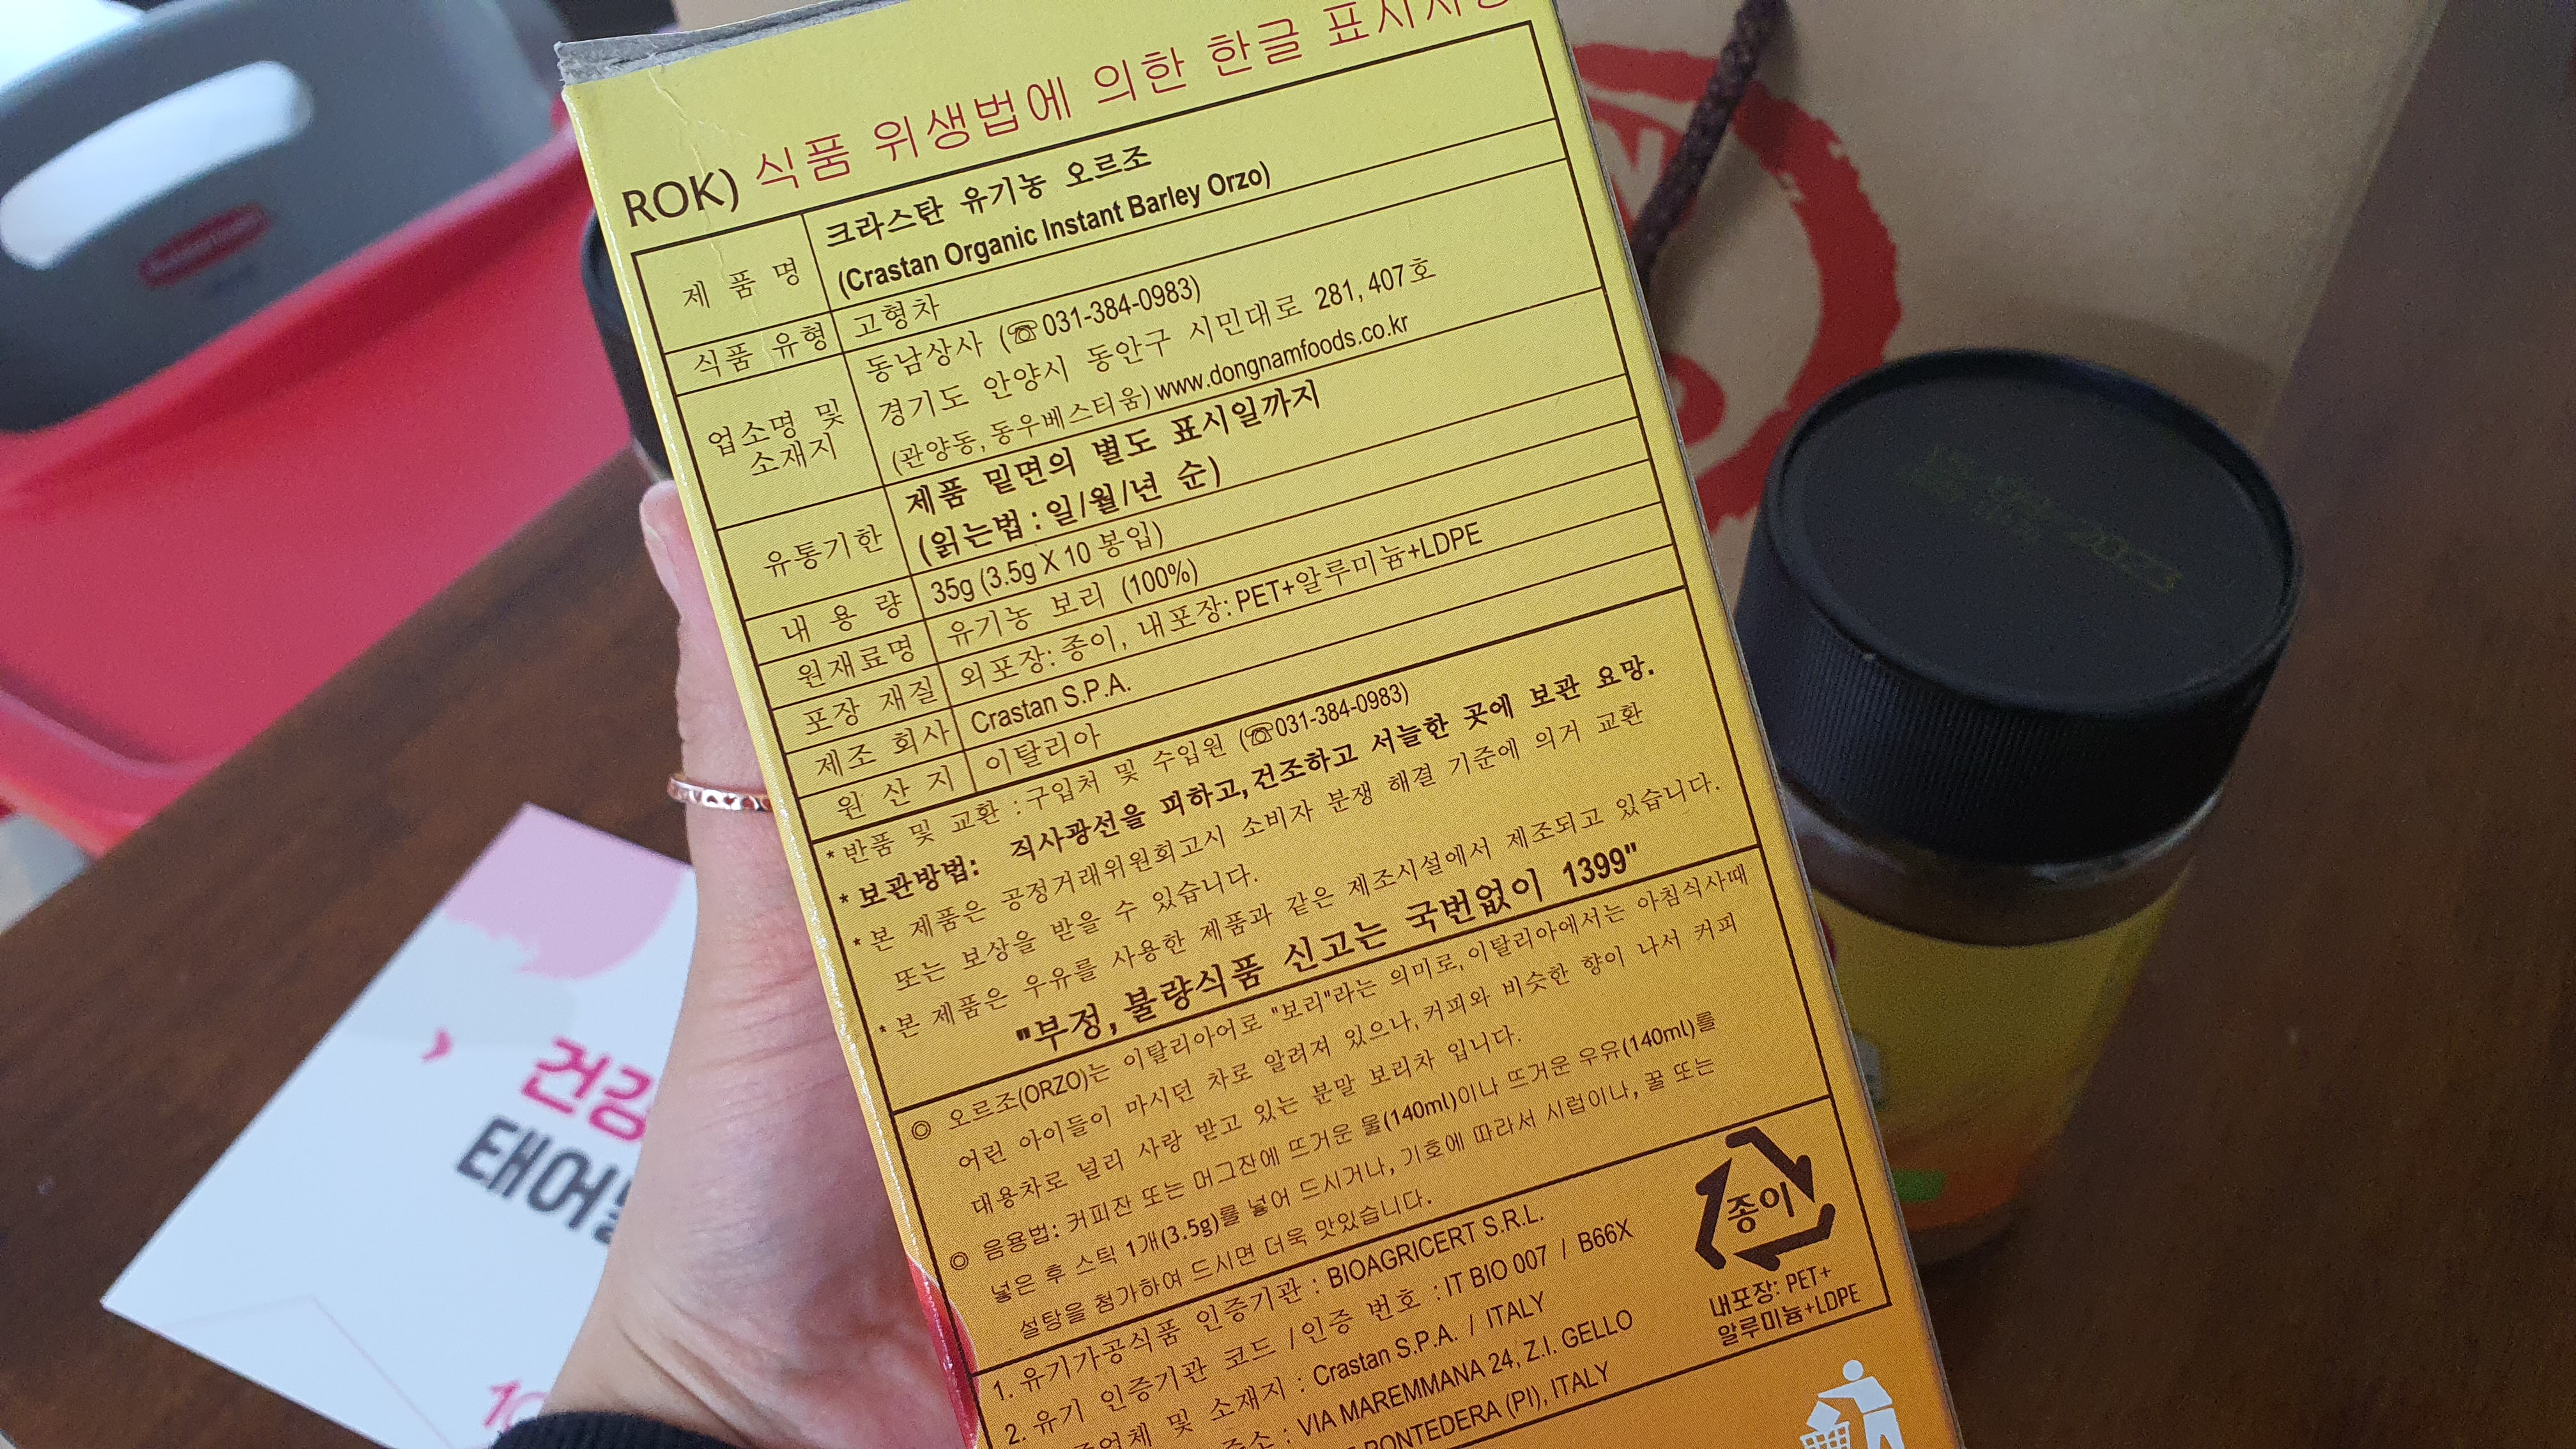 ROK) 식품 위생법에 의한 한글 표시사항
제 품 명
크라스탄 유기농 오르조
(Crastan Organic Instant Barley Orzo)
식품 유형
고형차
업소명 및
소재지
동남상사 (☏031-384-0983)
경기도 안양시 동안구 시민대로 281, 407호
(관양동, 동우베스티움) www.dongnamfoods.co.kr
유통기한
제품 밑면의 별도 표시일까지
(읽는법 : 일/월/년 순)
내 용 량
35g (3.5g X 10 봉입)
원재료명
유기농 보리 (100%)
포장 재질
외포장: 종이, 내포장: PET+알루미늄+LDPE
제조 회사
Crastan S.P.A.
원 산 지
이탈리아
* 반품 및 교환 : 구입처 및 수입원 (☏031-384-0983)
* 보관방법: 직사광선을 피하고, 건조하고 서늘한 곳에 보관 요망.
* 본 제품은 공정거래위원회고시 소비자 분쟁 해결 기준에 의거 교환
또는 보상을 받을 수 있습니다.
* 본 제품은 우유를 사용한 제품과 같은 제조시설에서 제조되고 있습니다.
"부정, 불량식품 신고는 국번없이 1399"
◎ 오르조(ORZO)는 이탈리아어로 "보리"라는 의미로, 이탈리아에서는 아침식사때
어린 아이들이 마시던 차로 알려져 있으나, 커피와 비슷한 향이 나서 커피
대용차로 널리 사랑 받고 있는 분말 보리차 입니다.
◎ 음용법: 커피잔 또는 머그잔에 뜨거운 물(140ml)이나 뜨거운 우유(140ml)를
넣은 후 스틱 1개(3.5g)를 넣어 드시거나, 기호에 따라서 시럽이나, 꿀 또는
설탕을 첨가하여 드시면 더욱 맛있습니다.
종이
내포장: PET+
알루미늄+LDPE
1. 유기가공식품 인증기관 : BIOAGRICERT S.R.L.
2. 유기 인증기관 코드 / 인증 번호 : IT BIO 007 / B66X
및 소재지 : Crastan S.P.A. / ITALY
주소 : VIA MAREMMANA 24, Z.I. GELLO
PONTEDERA (PI), ITALY
건강
태어